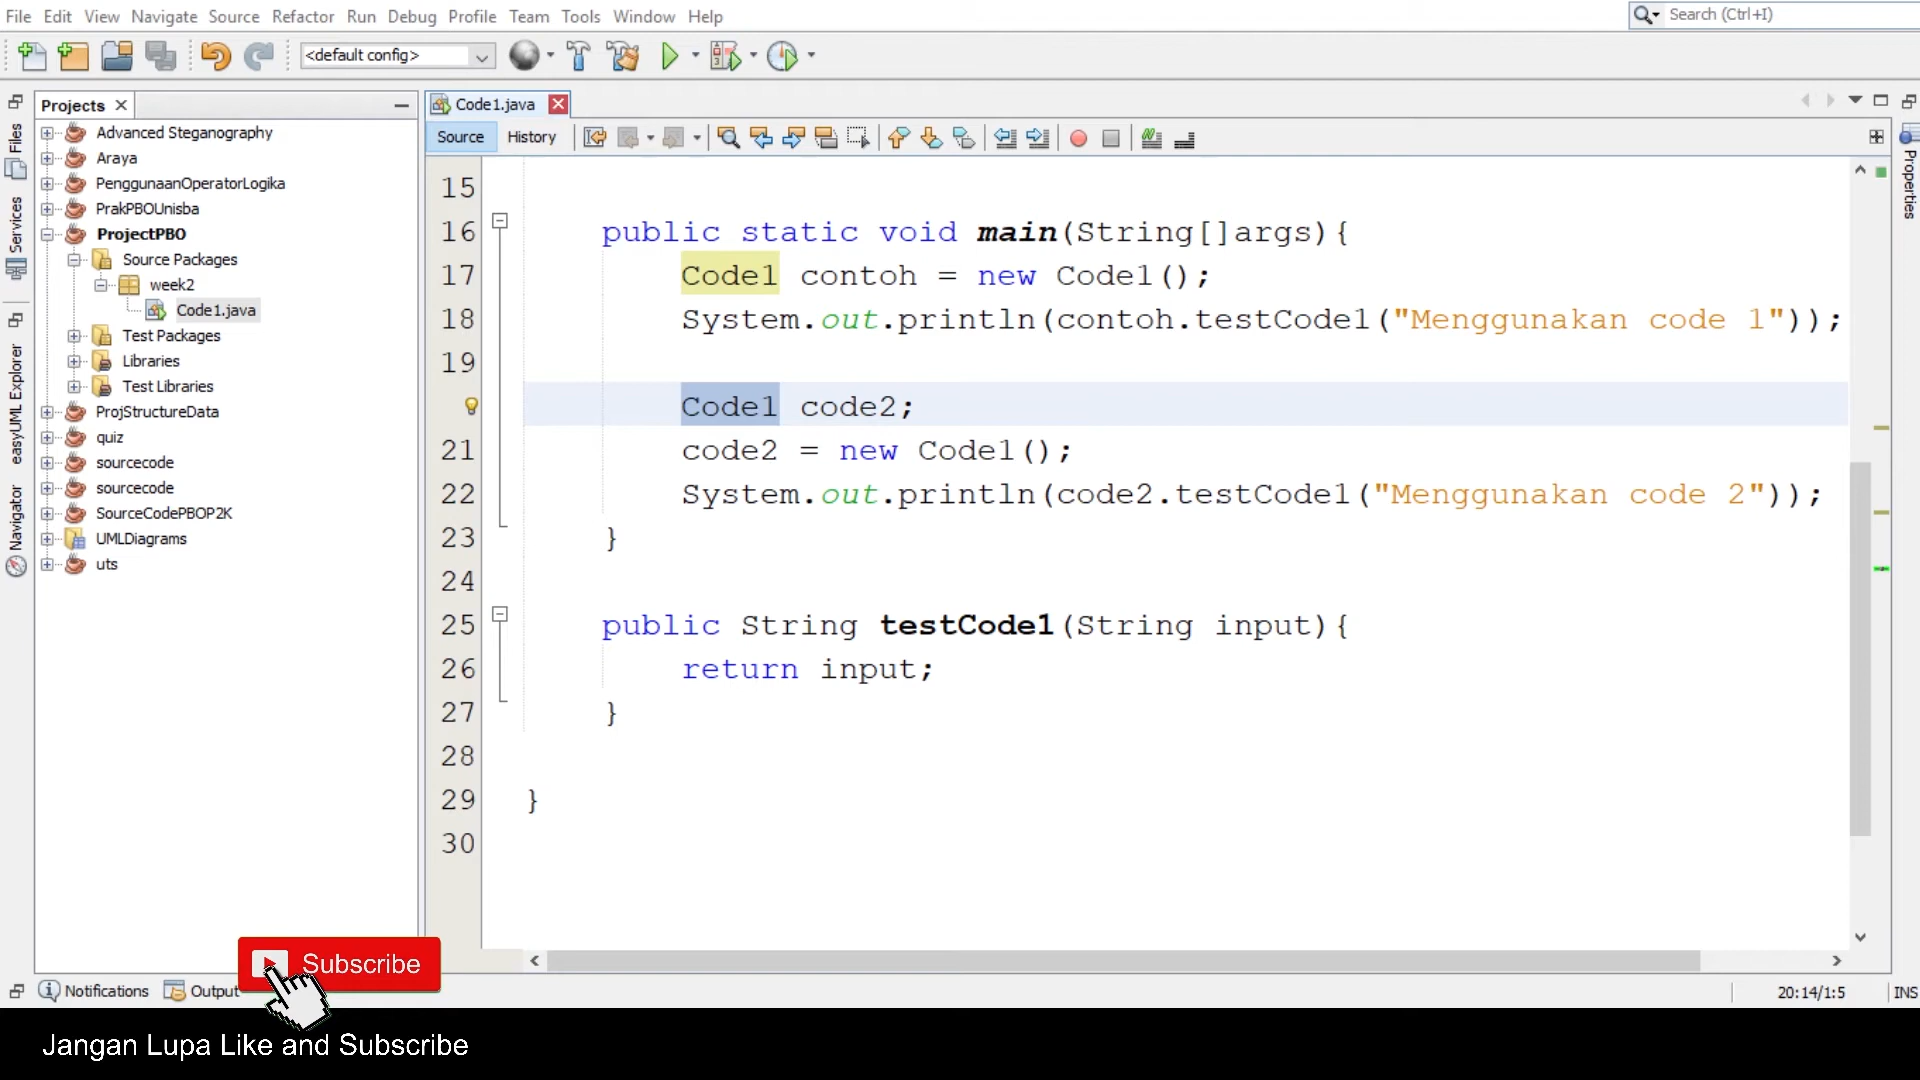 File Edit View Navigate Source Refactor Run Debug Profile Team Tools Window Help
Search (Ctrl+I)
<default config>
Projects
Code1.java
Source History
Files
Services
easyUML Explorer
Navigator
Properties
Advanced Steganography
Araya
PenggunaanOperatorLogika
PrakPBOUnisba
ProjectPBO
Source Packages
week2
Code1.java
Test Packages
Libraries
Test Libraries
ProjStructureData
quiz
sourcecode
sourcecode
SourceCodePBOP2K
UMLDiagrams
uts
15
16 public static void main(String[]args){
17 Code1 contoh = new Code1();
18 System.out.println(contoh.testCode1("Menggunakan code 1"));
19
Code1 code2;
21 code2 = new Code1();
22 System.out.println(code2.testCode1("Menggunakan code 2"));
23 }
24
25 public String testCode1(String input){
26 return input;
27 }
28
29 }
30
Subscribe
Notifications Output
20:14/1:5 INS
Jangan Lupa Like and Subscribe